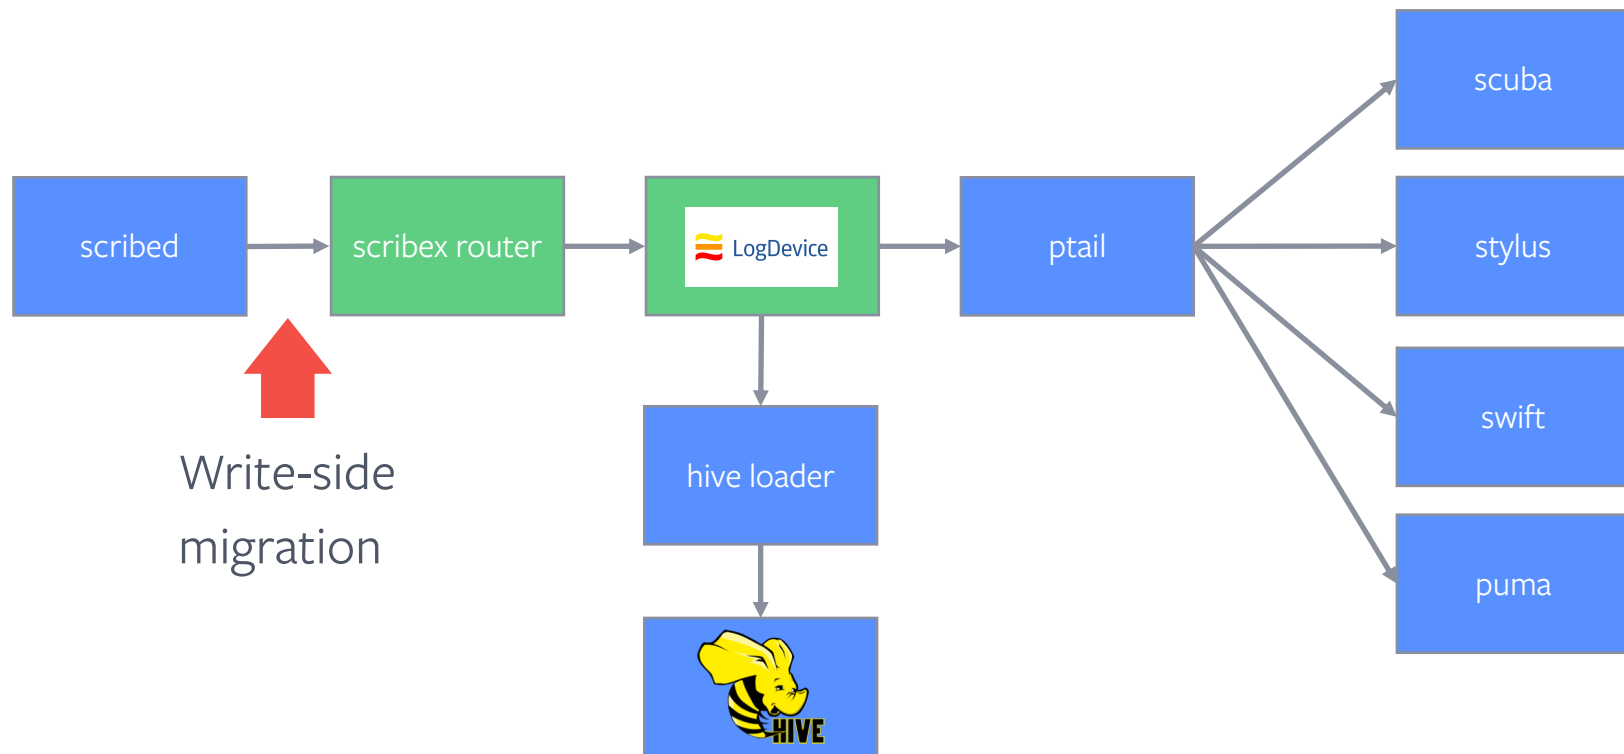 scuba
scribed
scribex router
LogDevice
ptail
stylus
Write-side
migration
hive loader
swift
puma
HIVE